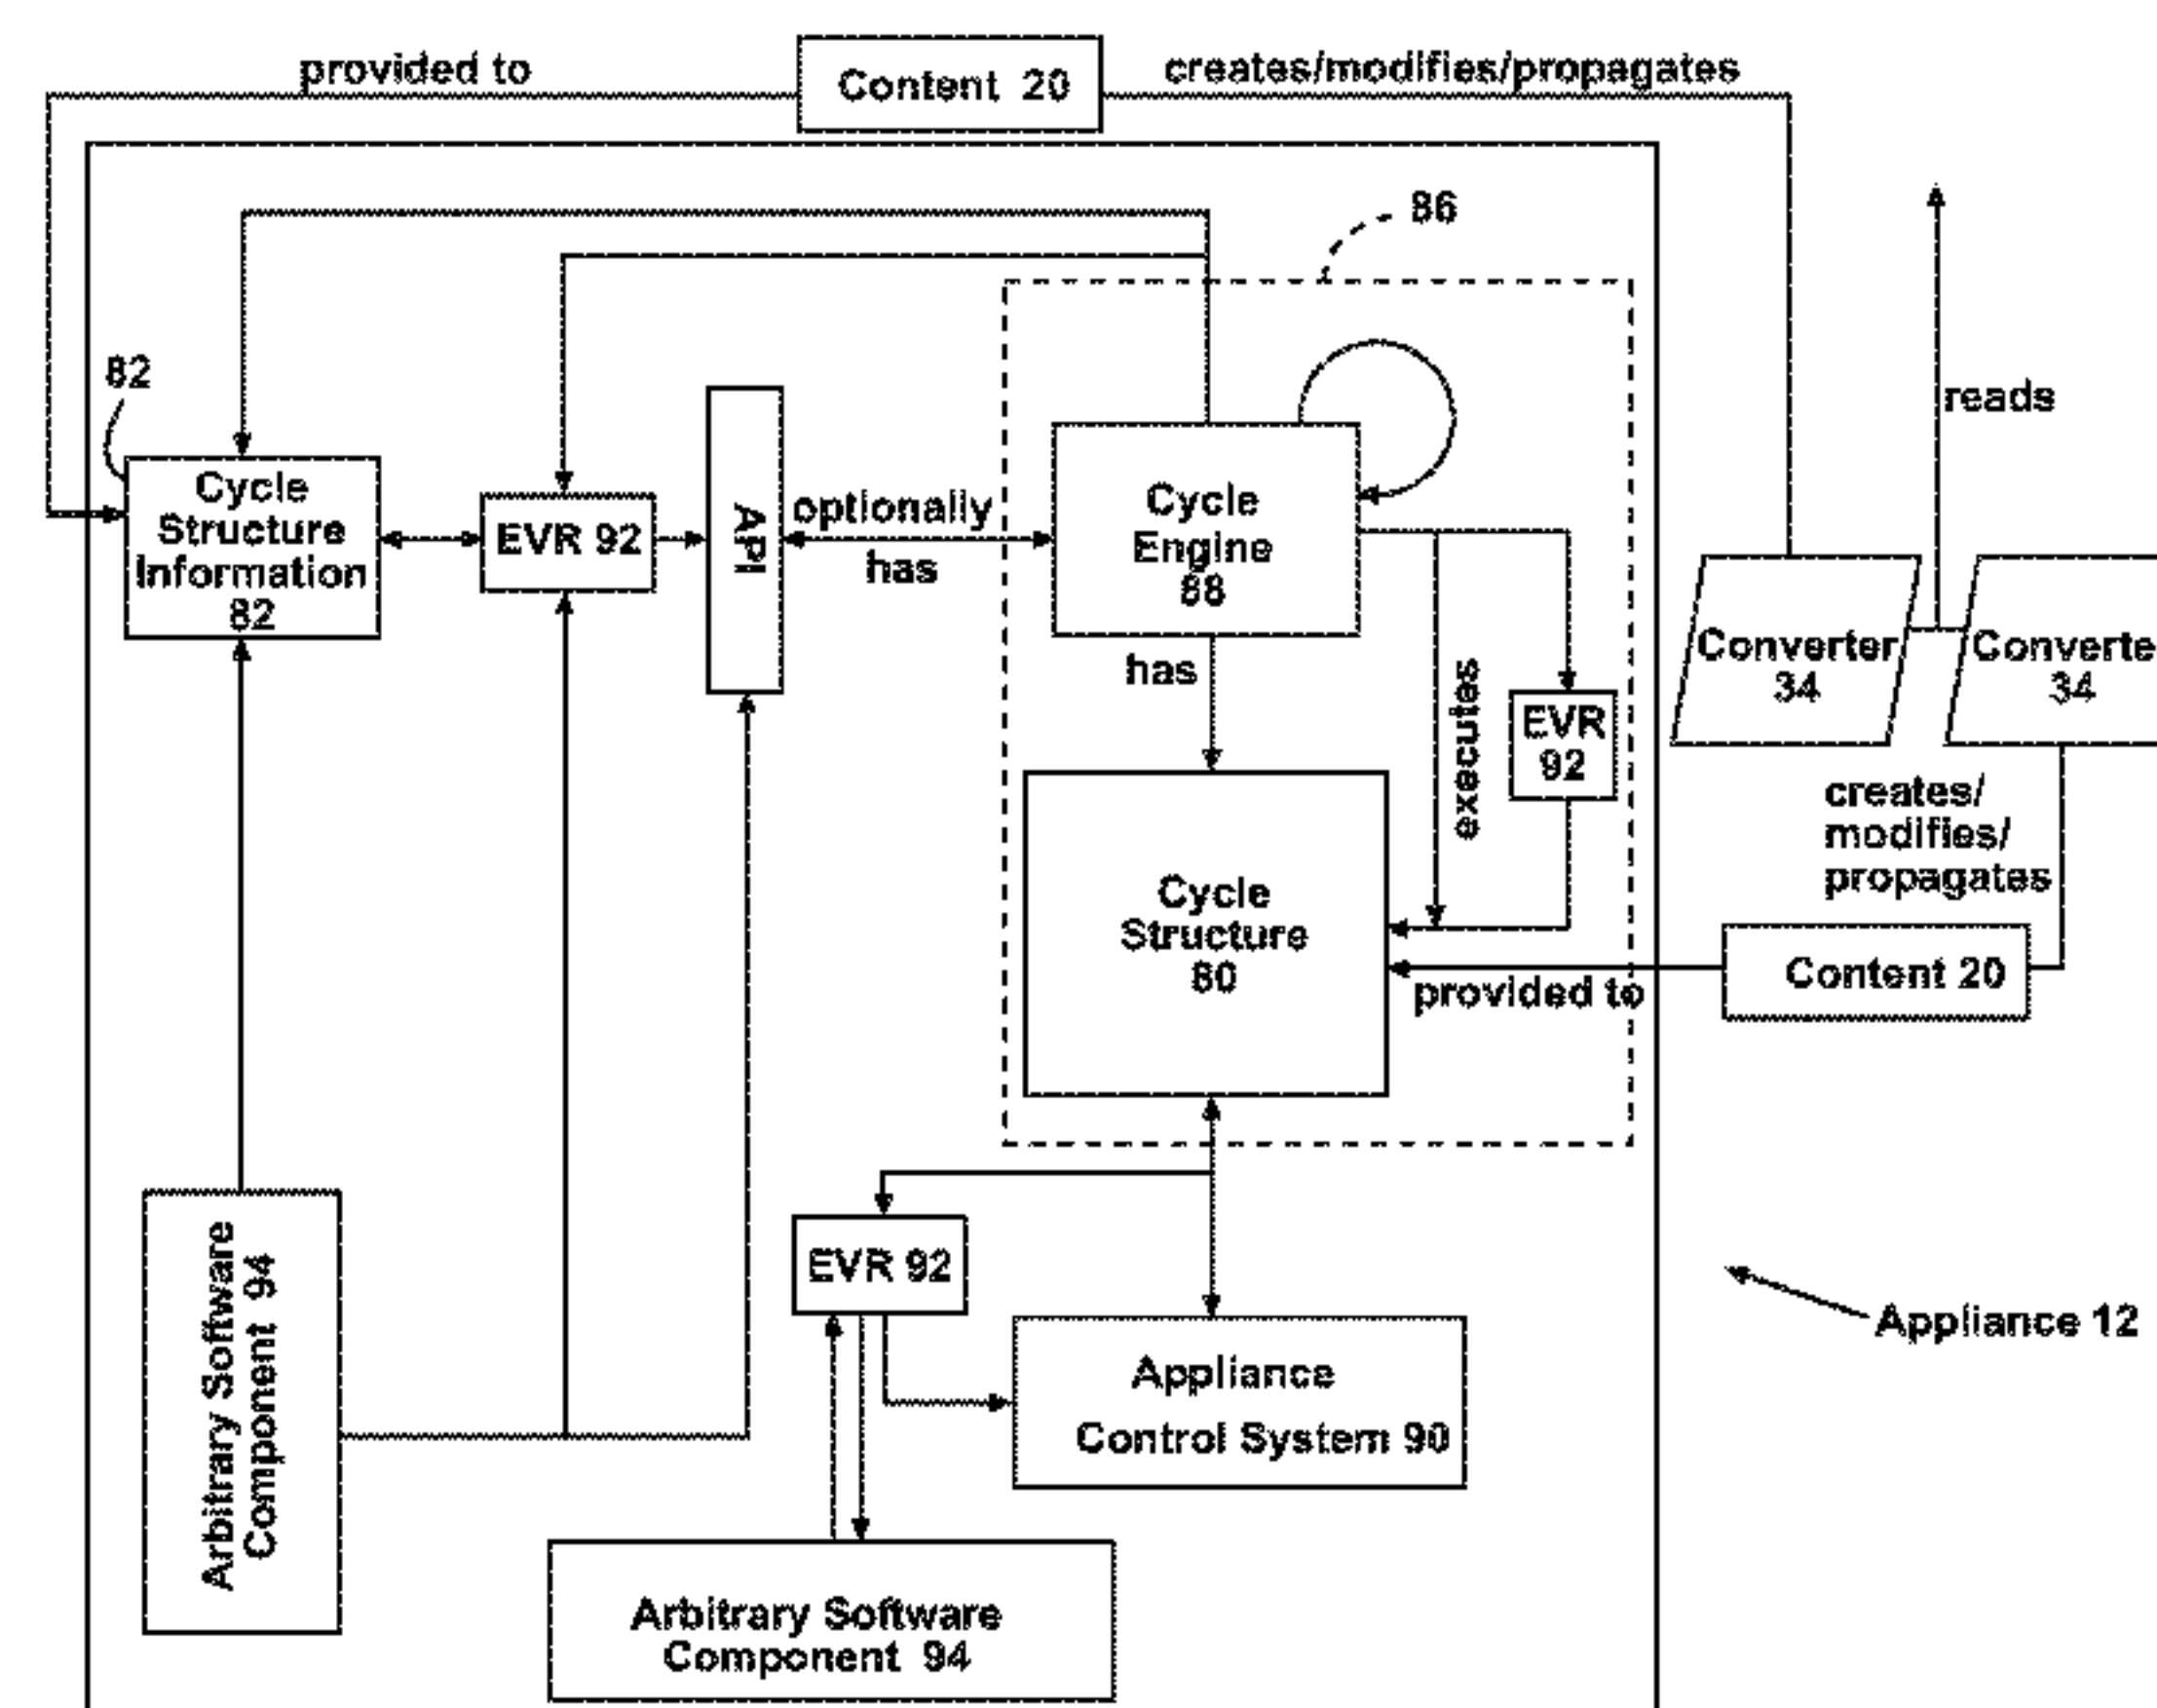 provided to
Content 20
creates/modifies/propagates
86
82
reads
Cycle
Structure
Information
82
EVR 92
API
optionally
has
Cycle
Engine
88
has
executes
EVR
92
Converter
34
Converte
34
creates/
modifies/
propagates
Cycle
Structure
80
provided to
Content 20
Arbitrary Software
Component 94
EVR 92
Appliance
Control System 90
Appliance 12
Arbitrary Software
Component 94